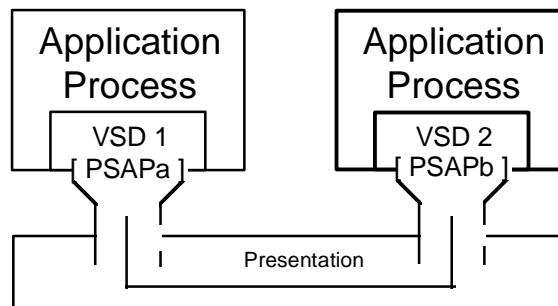 Application
Process
VSD 1
[ PSAPa ]
Application
Process
VSD 2
[ PSAPb ]
Presentation